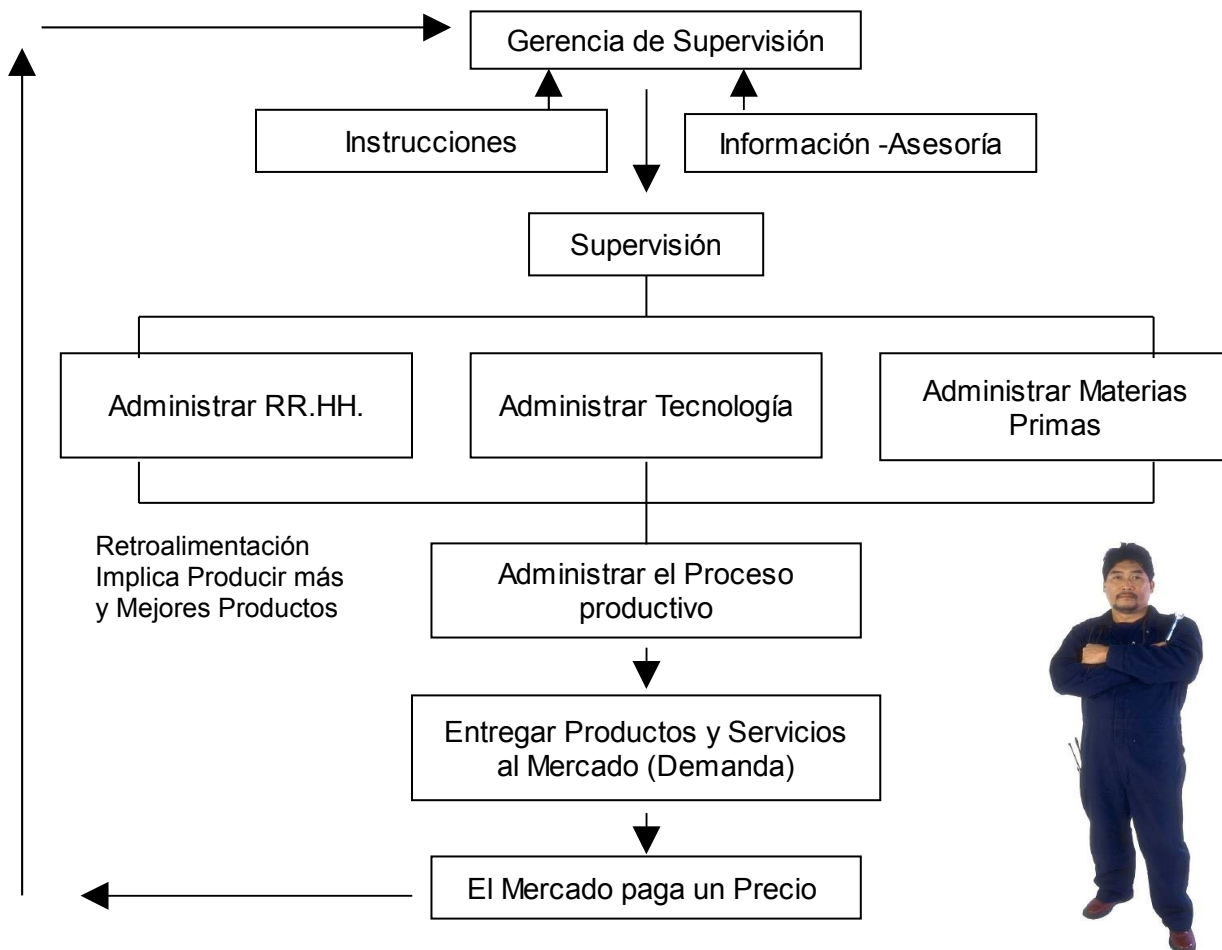 Gerencia de Supervisión
Instrucciones
Información -Asesoría
Supervisión
Administrar RR.HH.
Administrar Tecnología
Administrar Materias
Primas
Retroalimentación
Implica Producir más
y Mejores Productos
Administrar el Proceso
productivo
Entregar Productos y Servicios
al Mercado (Demanda)
El Mercado paga un Precio